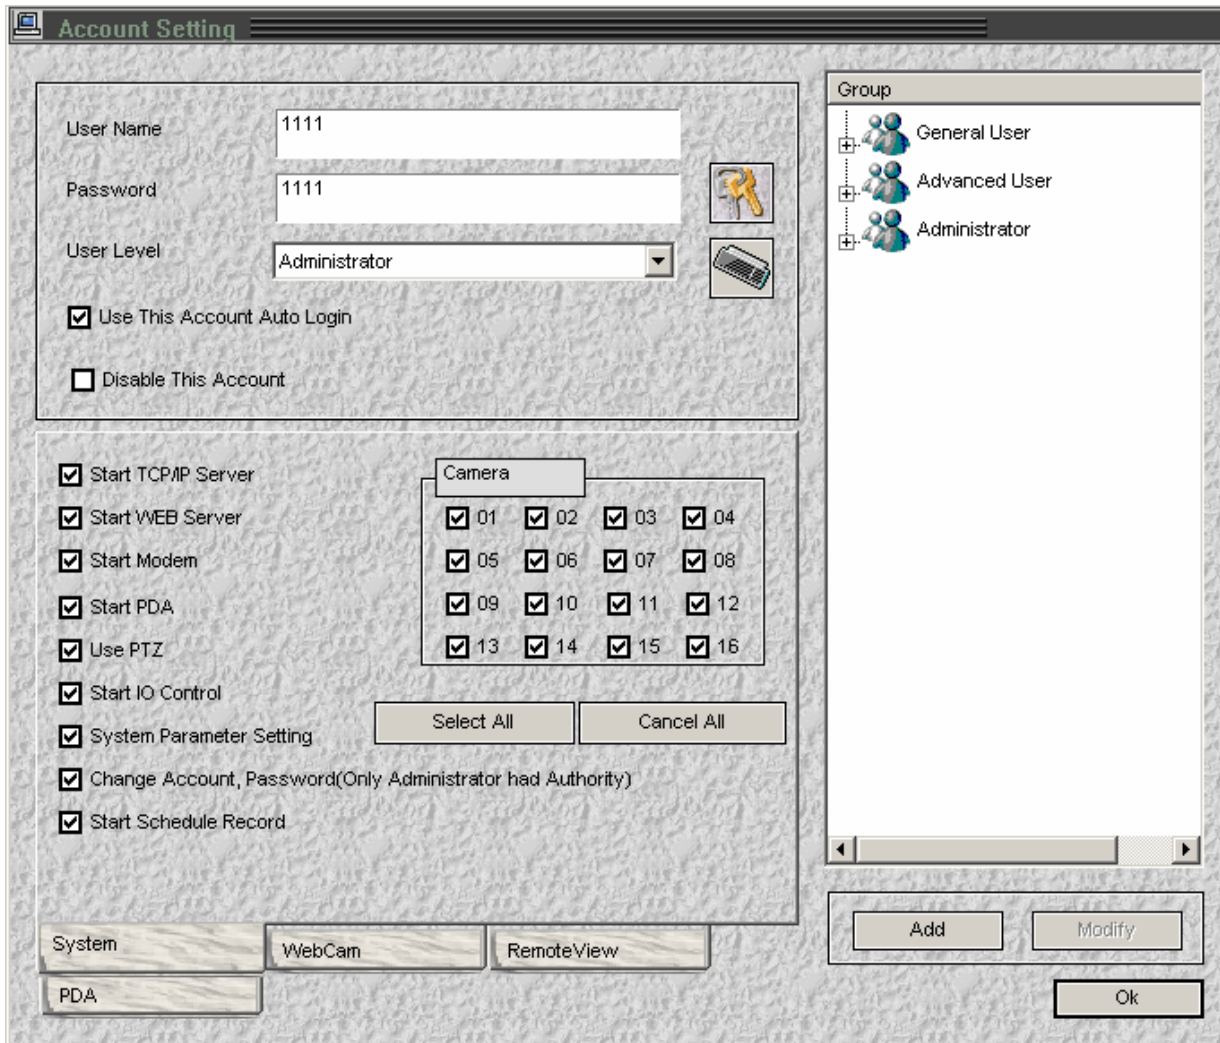 Account Setting
User Name
1111
Password
1111
User Level
Administrator
Use This Account Auto Login
Disable This Account
Group
General User
Advanced User
Administrator
Start TCP/IP Server
Start WEB Server
Start Modem
Start PDA
Use PTZ
Start IO Control
System Parameter Setting
Change Account, Password(Only Administrator had Authority)
Start Schedule Record
Camera
01 02 03 04
05 06 07 08
09 10 11 12
13 14 15 16
Select All
Cancel All
System
WebCam
RemoteView
PDA
Add
Modify
Ok